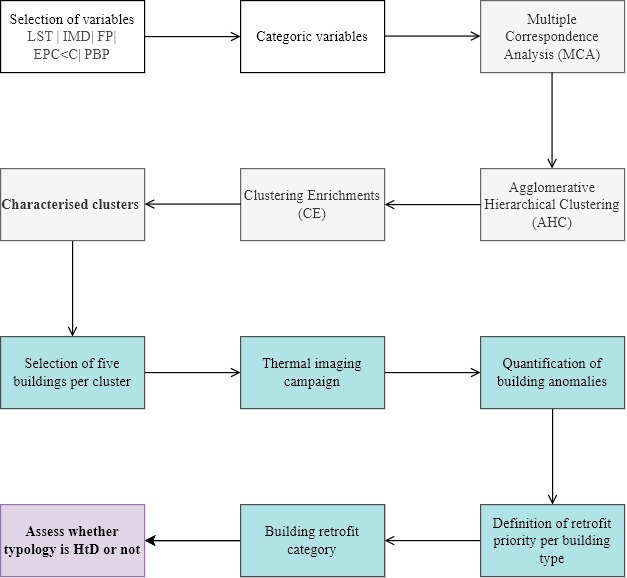 Selection of variables
LST | IMD| FP|
EPC<C| PBP
Categoric variables
Multiple
Correspondence
Analysis (MCA)
Characterised clusters
Clustering Enrichments
(CE)
Agglomerative
Hierarchical Clustering
(AHC)
Selection of five
buildings per cluster
Thermal imaging
campaign
Quantification of
building anomalies
Assess whether
typology is HtD or not
Building retrofit
category
Definition of retrofit
priority per building
type